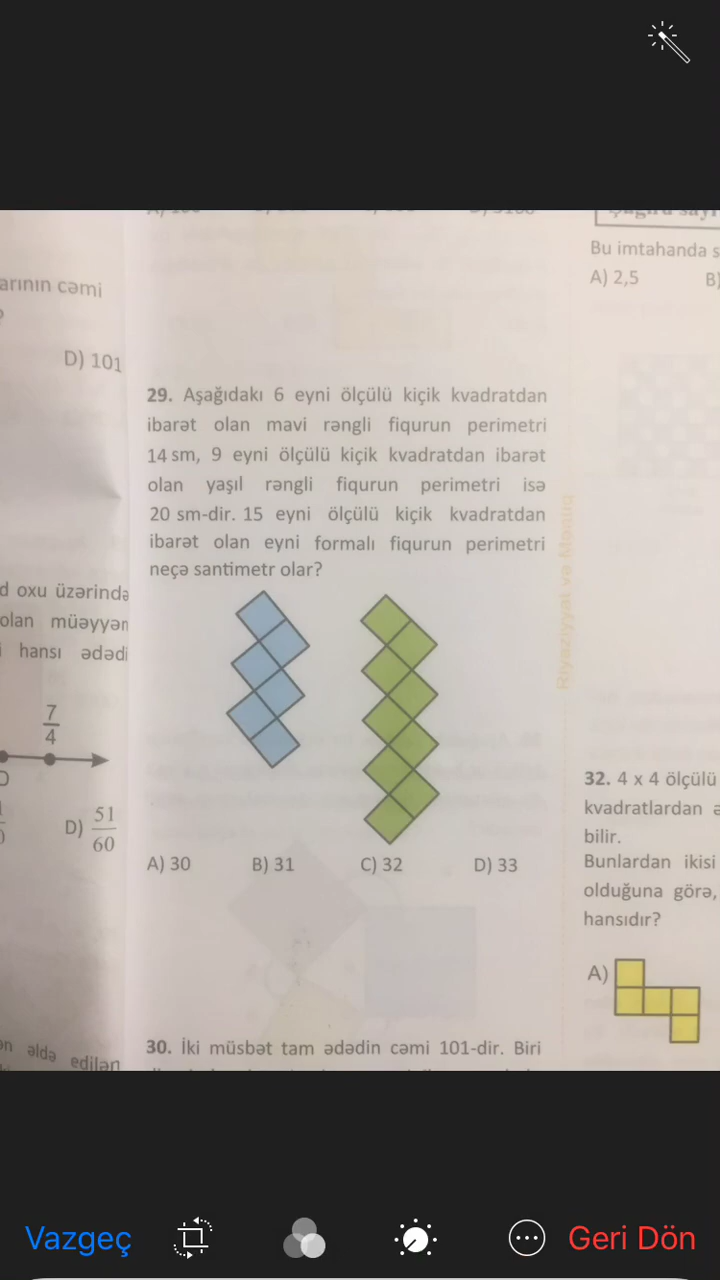 arının cəmi
?
D) 101
d oxu üzərində
olan müəyyən
i hansı ədədi
7
4
51
D)
60
ən əldə edilən
29. Aşağıdakı 6 eyni ölçülü kiçik kvadratdan
ibarət olan mavi rəngli fiqurun perimetri
14 sm, 9 eyni ölçülü kiçik kvadratdan ibarət
olan yaşıl rəngli fiqurun perimetri isə
20 sm-dir. 15 eyni ölçülü kiçik kvadratdan
ibarət olan eyni formalı fiqurun perimetri
neçə santimetr olar?
A) 30 B) 31 C) 32 D) 33
30. İki müsbət tam ədədin cəmi 101-dir. Biri
Riyaziyyat və Məntiq
Bu imtahanda s
A) 2,5 B)
32. 4 x 4 ölçülü
kvadratlardan ə
bilir.
Bunlardan ikisi
olduğuna görə,
hansıdır?
A)
Vazgeç
Geri Dön